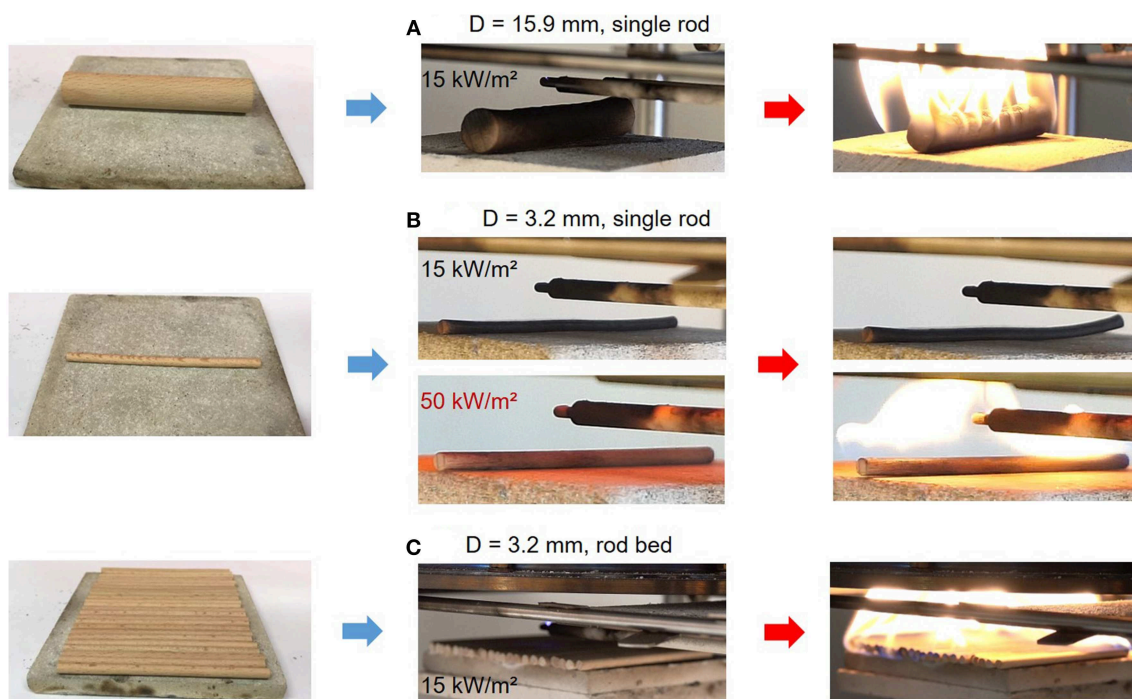 A
D = 15.9 mm, single rod
15 kW/m²
B
D = 3.2 mm, single rod
15 kW/m²
50 kW/m²
C
D = 3.2 mm, rod bed
15 kW/m²